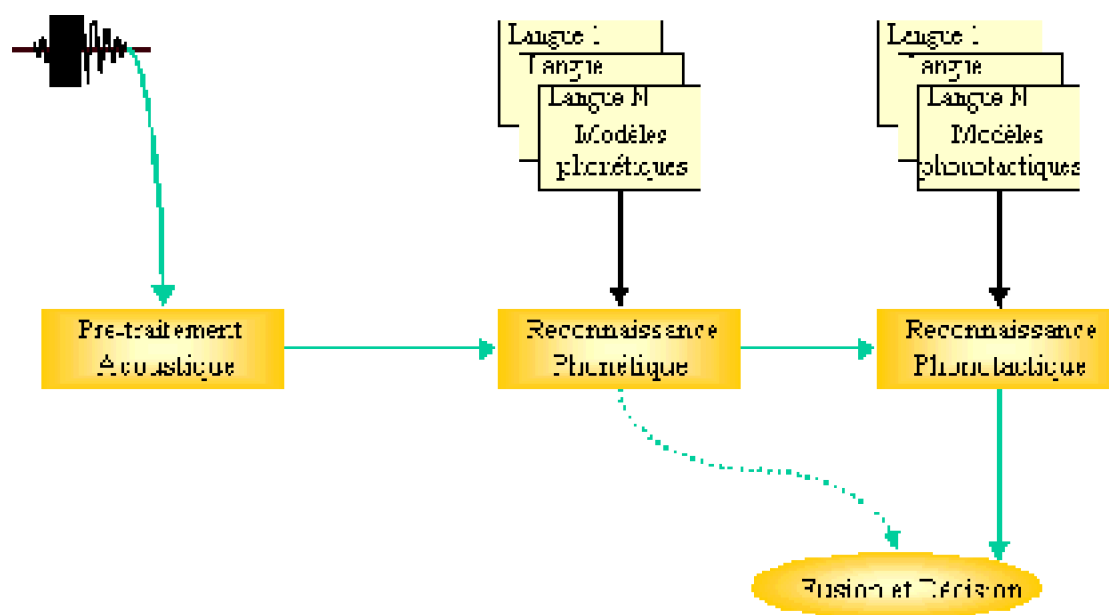 Langue 1
Langue
Langue N
Modèles
phonétiques
Langue 1
Langue
Langue N
Modèles
phonotactiques
Pré-traitement
Acoustique
Reconnaissance
Phonétique
Reconnaissance
Phonotactique
Fusion et Décision